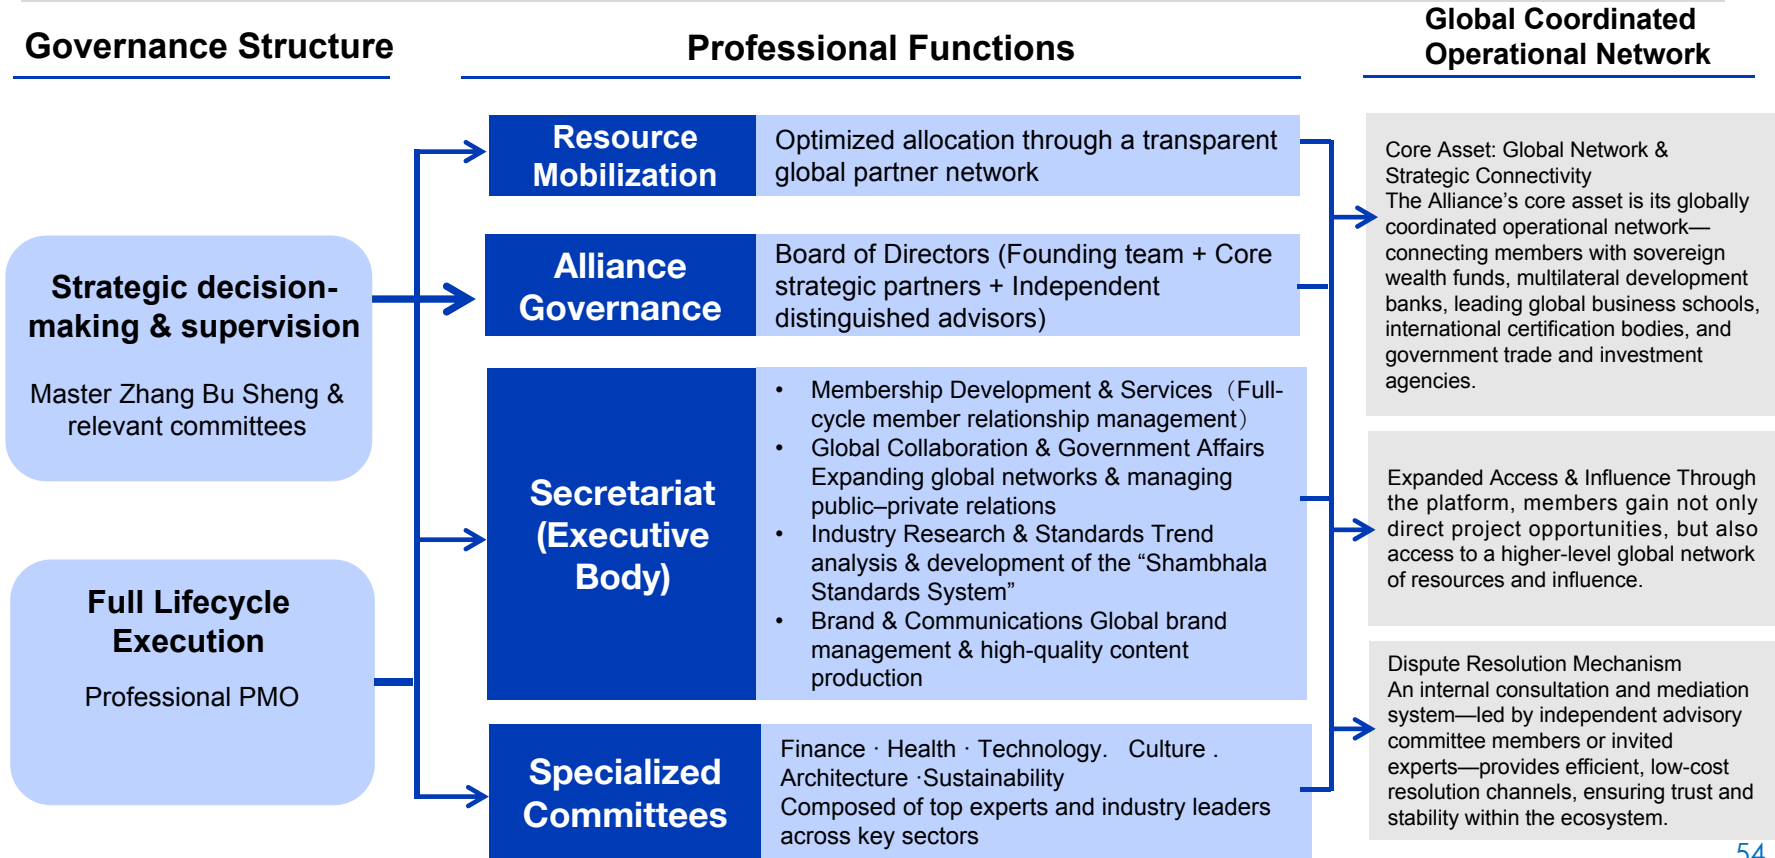 Governance Structure
Professional Functions
Global Coordinated
Operational Network
Strategic decision-
making & supervision
Master Zhang Bu Sheng &
relevant committees
Full Lifecycle
Execution
Professional PMO
Resource
Mobilization
Optimized allocation through a transparent
global partner network
Alliance
Governance
Board of Directors (Founding team + Core
strategic partners + Independent
distinguished advisors)
Secretariat
(Executive
Body)
• Membership Development & Services（Full-
cycle member relationship management）
• Global Collaboration & Government Affairs
Expanding global networks & managing
public–private relations
• Industry Research & Standards Trend
analysis & development of the “Shambhala
Standards System”
• Brand & Communications Global brand
management & high-quality content
production
Specialized
Committees
Finance · Health · Technology. Culture .
Architecture ·Sustainability
Composed of top experts and industry leaders
across key sectors
Core Asset: Global Network &
Strategic Connectivity
The Alliance’s core asset is its globally
coordinated operational network—
connecting members with sovereign
wealth funds, multilateral development
banks, leading global business schools,
international certification bodies, and
government trade and investment
agencies.
Expanded Access & Influence Through
the platform, members gain not only
direct project opportunities, but also
access to a higher-level global network
of resources and influence.
Dispute Resolution Mechanism
An internal consultation and mediation
system—led by independent advisory
committee members or invited
experts—provides efficient, low-cost
resolution channels, ensuring trust and
stability within the ecosystem.
54